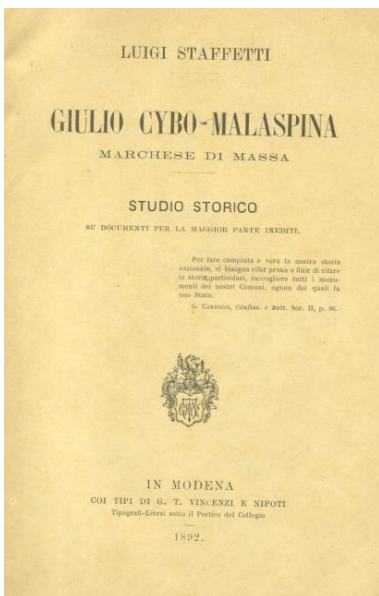 LUIGI STAFFETTI
GIULIO CYBO-MALASPINA
MARCHESE DI MASSA
STUDIO STORICO
SU DOCUMENTI PER LA MAGGIOR PARTE INEDITI.
Per fare compiuta e vera la nostra storia
nazionale, ci bisogna rifar prima o finir di rifare
le storie particolari, raccogliere tutti i monu-
menti dei nostri Comuni, ognun dei quali fu
uno Stato.
G. CARDUCCI, Confess. e Batt. Ser. II, p. 96.
IN MODENA
COI TIPI DI G. T. VINCENZI E NIPOTI
Tipografi-Librai sotto il Portico del Collegio
1892.